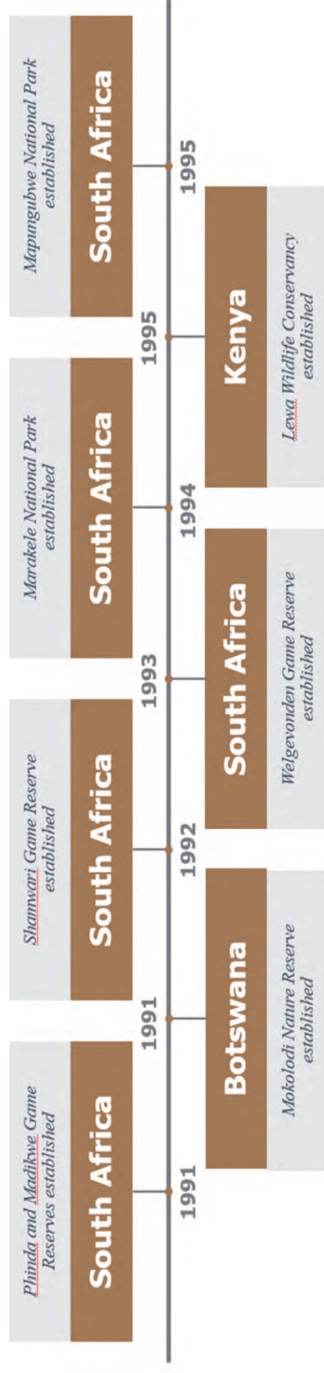 Phinda and Madikwe Game
Reserves established
South Africa
1991
1991
Botswana
Mokolodi Nature Reserve
established
Shamwari Game Reserve
established
South Africa
1992
1993
South Africa
Welgevonden Game Reserve
established
Marakele National Park
established
South Africa
1994
1995
Kenya
Lewa Wildlife Conservancy
established
Mapungubwe National Park
established
South Africa
1995